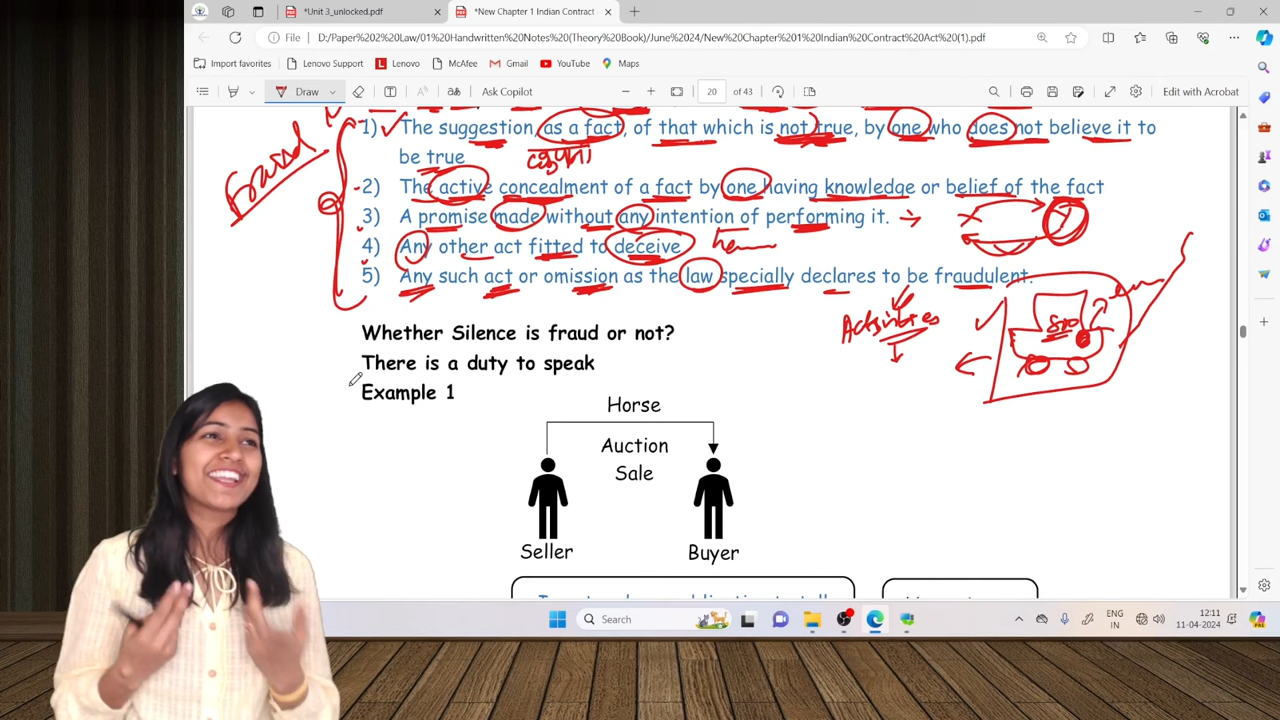 *Unit 3_unlocked.pdf
*New Chapter 1 Indian Contract
File
D:/Paper%202%20Law/01%20Handwritten%20Notes%20(Theory%20Book)/June%2024/New%20Chapter%201%20Indian%20Contract%20Act%20(1).pdf
Import favorites
Lenovo Support
Lenovo
McAfee
Gmail
YouTube
Maps
Draw
Ask Copilot
20 of 43
Edit with Acrobat
Fraud
1) The suggestion, as a fact, of that which is not true, by one who does not believe it to
be true
2) The active concealment of a fact by one having knowledge or belief of the fact
3) A promise made without any intention of performing it.
4) Any other act fitted to deceive
5) Any such act or omission as the law specially declares to be fraudulent.
Whether Silence is fraud or not?
There is a duty to speak
Example 1
Horse
Auction
Sale
Seller
Buyer
Search
ENG
IN
12:11
11-04-2024